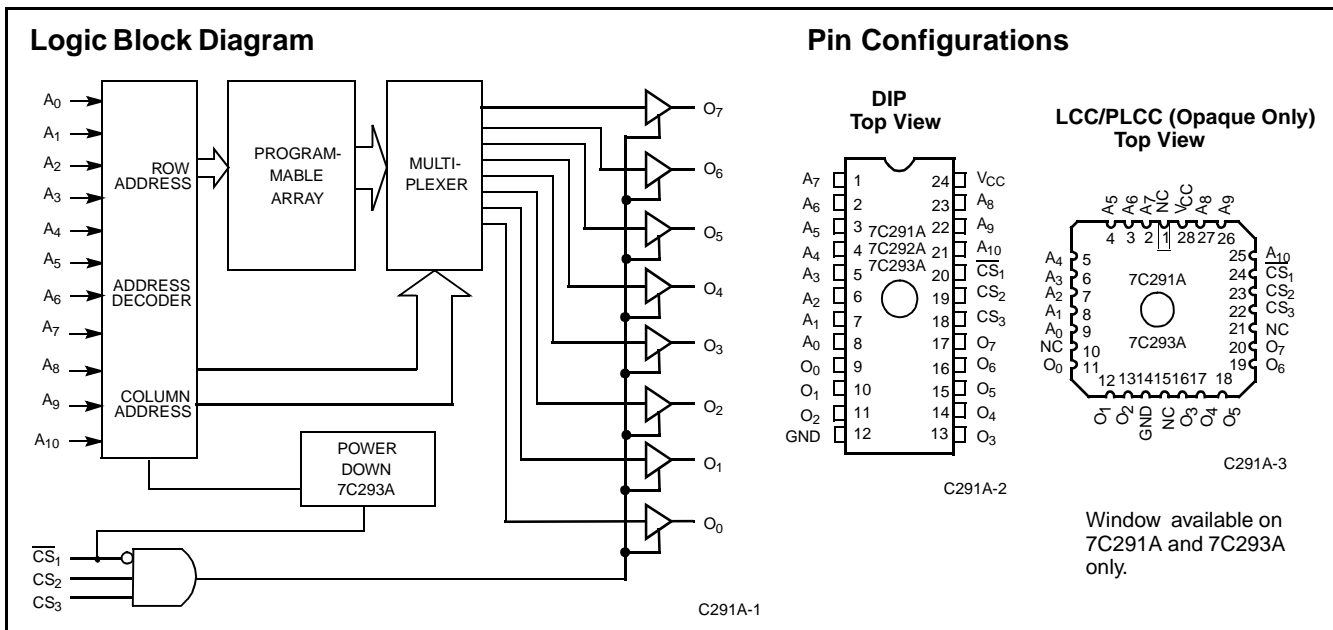 Logic Block Diagram
A0
A1
A2
A3
A4
A5
A6
A7
A8
A9
A10
ROW
ADDRESS
ADDRESS
DECODER
COLUMN
ADDRESS
PROGRAM-
MABLE
ARRAY
MULTI-
PLEXER
POWER
DOWN
7C293A
CS1
CS2
CS3
O7
O6
O5
O4
O3
O2
O1
O0
C291A-1
Pin Configurations
DIP
Top View
A7 1 24 VCC
A6 2 23 A8
A5 3 22 A9
A4 4 21 A10
A3 5 20 CS1
A2 6 19 CS2
A1 7 18 CS3
A0 8 17 O7
O0 9 16 O6
O1 10 15 O5
O2 11 14 O4
GND 12 13 O3
7C291A
7C292A
7C293A
C291A-2
LCC/PLCC (Opaque Only)
Top View
A5 A6 A7 NC VCC A8 A9
4 3 2 1 28 27 26
A4 5 25 A10
A3 6 24 CS1
A2 7 23 CS2
A1 8 22 CS3
A0 9 21 NC
NC 10 20 O7
O0 11 19 O6
7C291A
7C293A
12 13 14 15 16 17 18
O1 O2 GND NC O3 O4 O5
C291A-3
Window available on
7C291A and 7C293A
only.